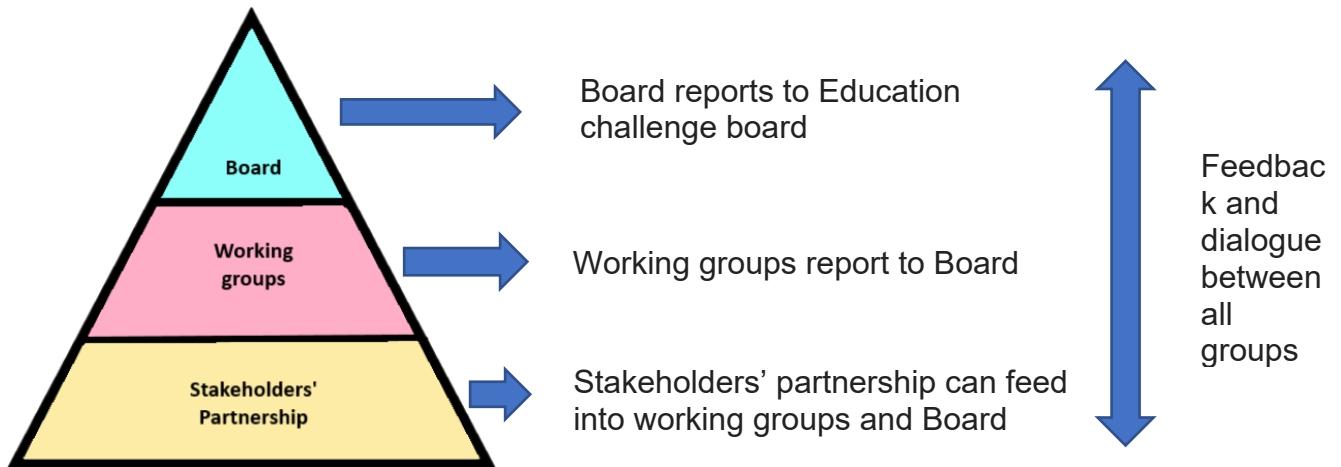 Board
Working
groups
Stakeholders'
Partnership
Board reports to Education
challenge board
Working groups report to Board
Stakeholders’ partnership can feed
into working groups and Board
Feedbac
k and
dialogue
between
all
groups